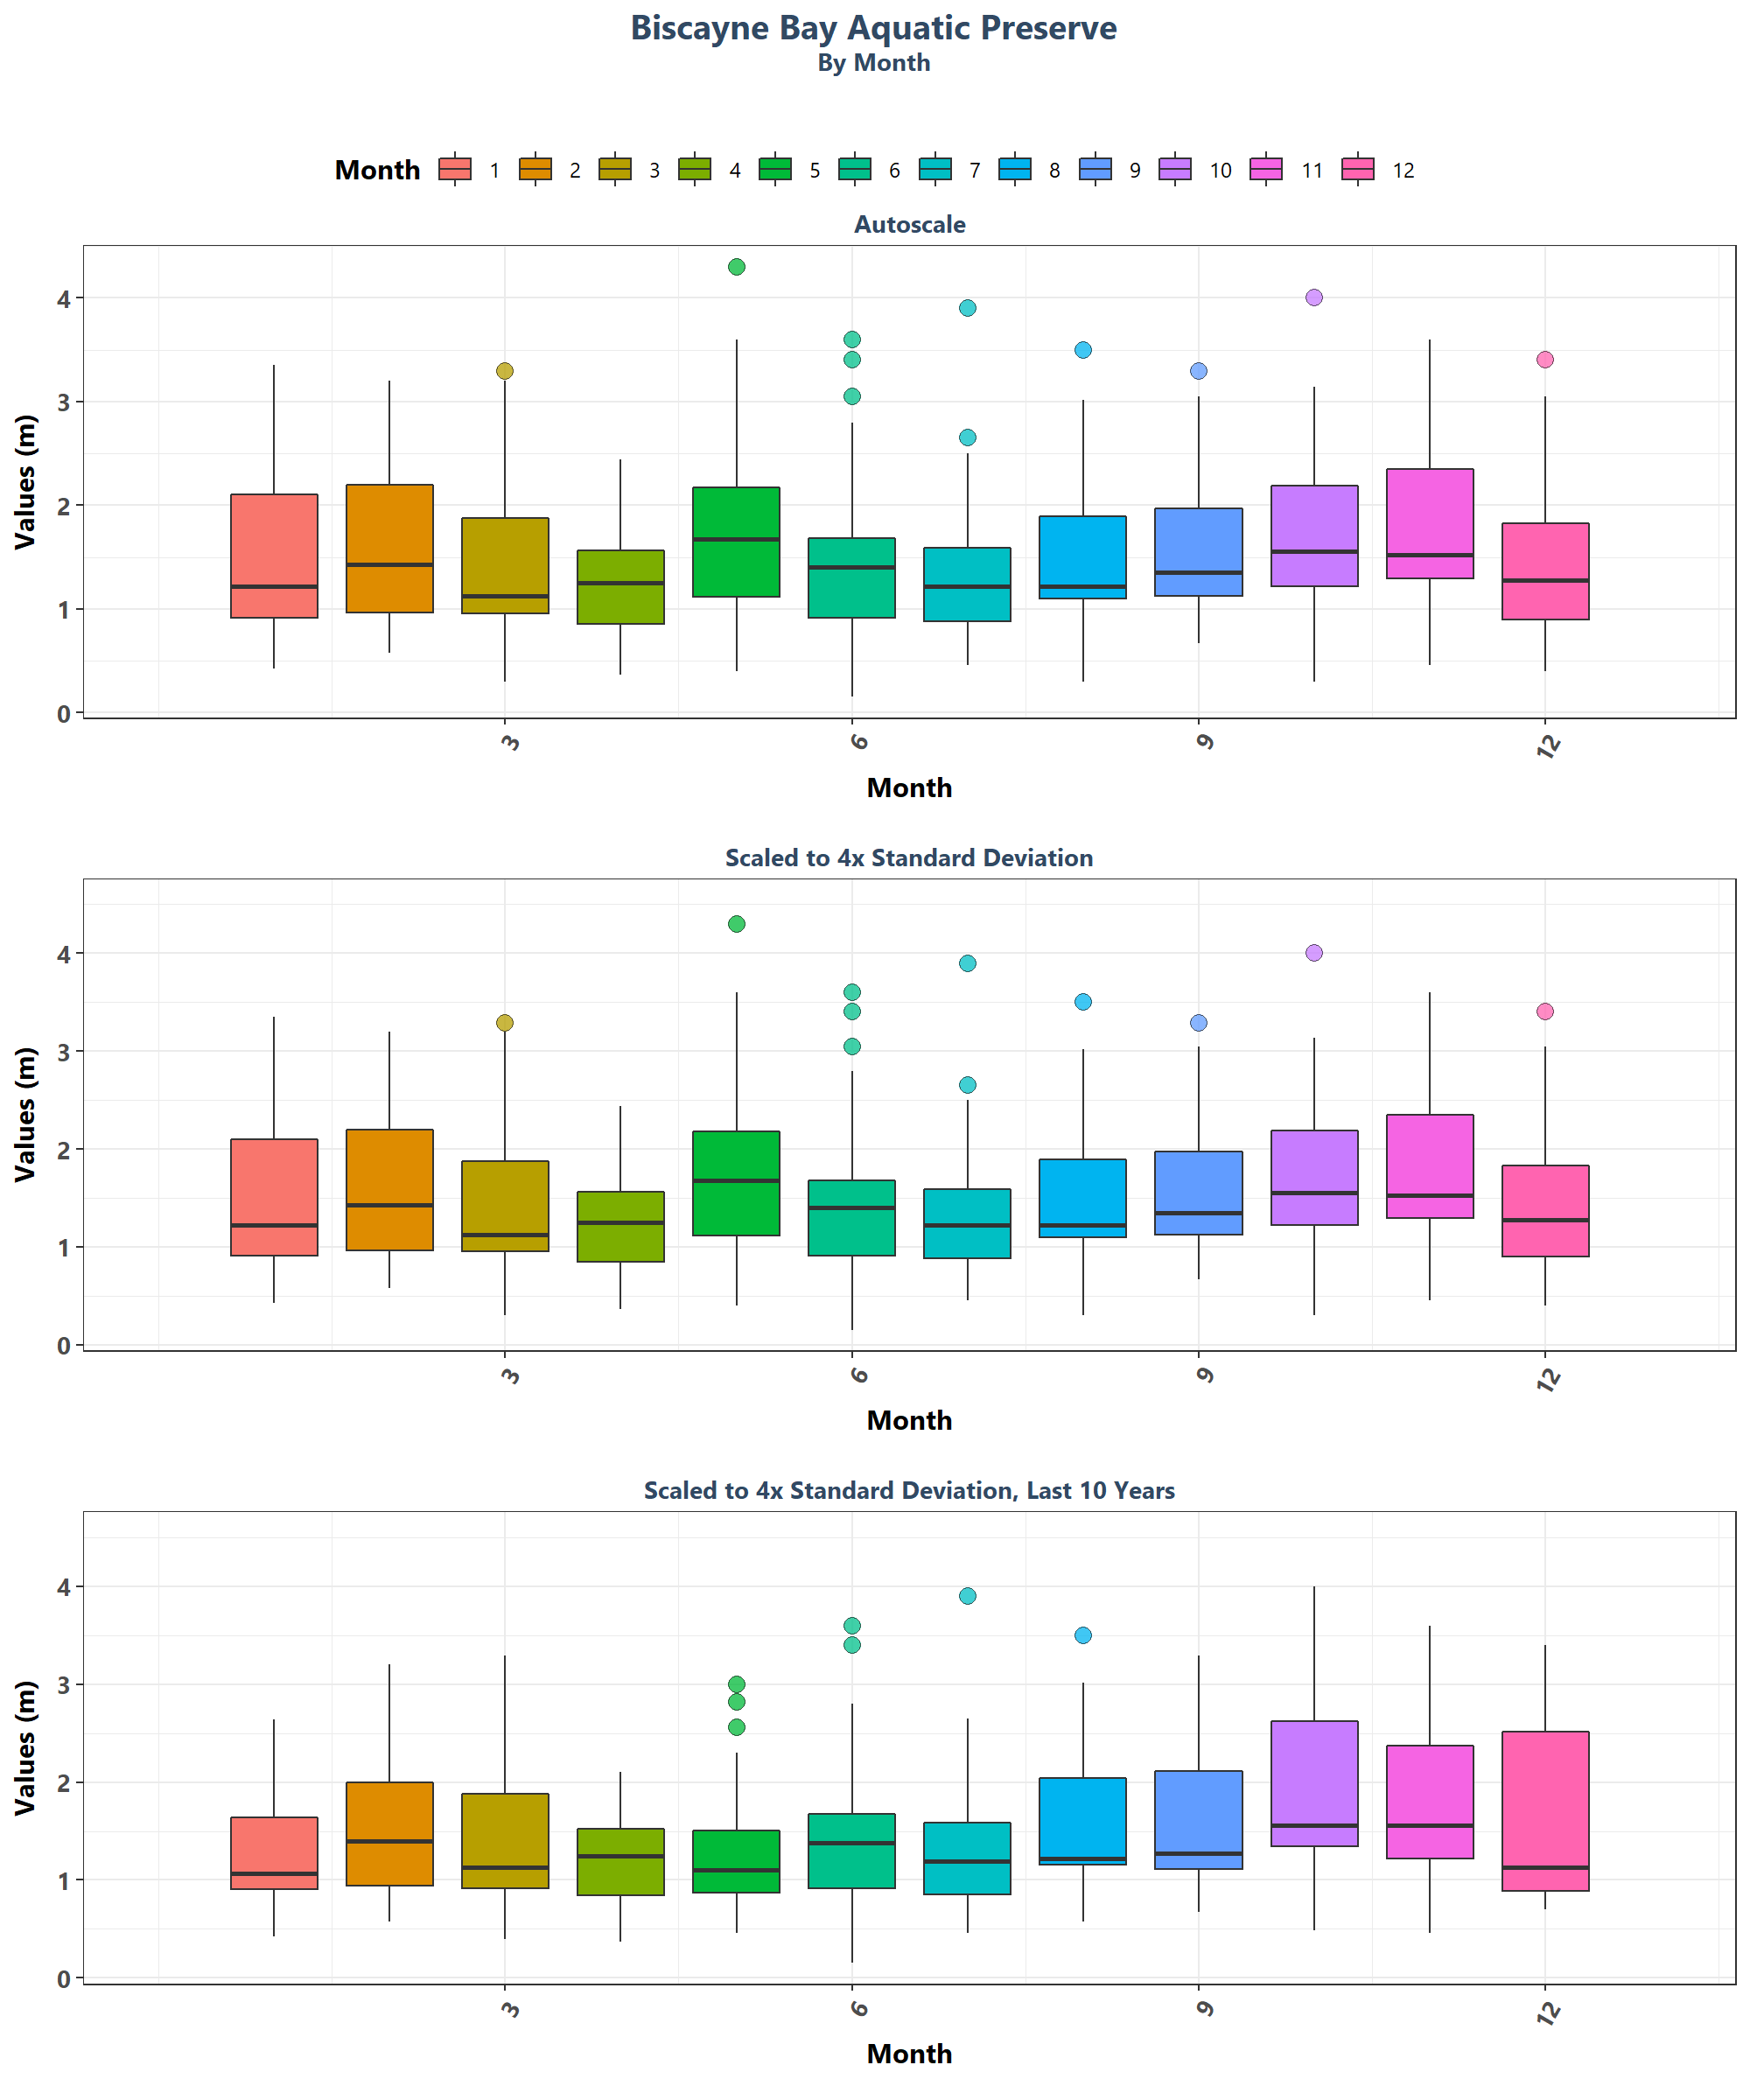 Biscayne Bay Aquatic Preserve
By Month
Month 1 2 3 4 5 6 7 8 9 10 11 12
Autoscale
Values (m)
4
3
2
1
0
3 6 9 12
Month
Scaled to 4x Standard Deviation
Values (m)
4
3
2
1
0
3 6 9 12
Month
Scaled to 4x Standard Deviation, Last 10 Years
Values (m)
4
3
2
1
0
3 6 9 12
Month